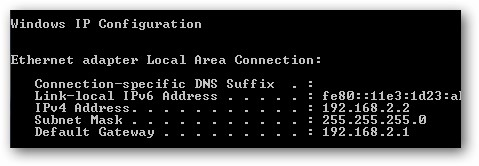 Windows IP Configuration
Ethernet adapter Local Area Connection:
Connection-specific DNS Suffix . :
Link-local IPv6 Address . . . . . : fe80::11e3:1d23:a
IPv4 Address. . . . . . . . . . . : 192.168.2.2
Subnet Mask . . . . . . . . . . . : 255.255.255.0
Default Gateway . . . . . . . . . : 192.168.2.1